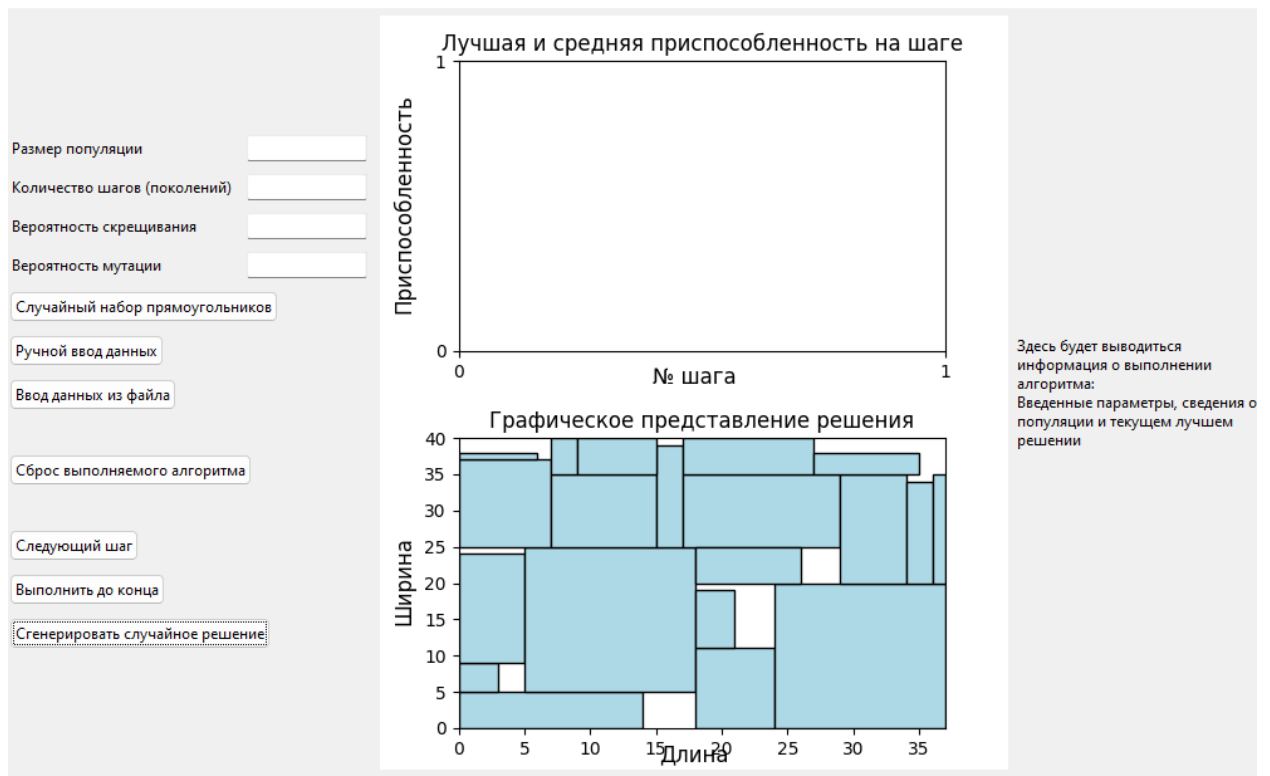 Размер популяции
Количество шагов (поколений)
Вероятность скрещивания
Вероятность мутации
Случайный набор прямоугольников
Ручной ввод данных
Ввод данных из файла
Сброс выполняемого алгоритма
Следующий шаг
Выполнить до конца
Сгенерировать случайное решение
Лучшая и средняя приспособленность на шаге
Приспособленность
1
0
0 1
№ шага
Графическое представление решения
Ширина
40
35
30
25
20
15
10
5
0
0 5 10 15 20 25 30 35
Длина
Здесь будет выводиться
информация о выполнении
алгоритма:
Введенные параметры, сведения о
популяции и текущем лучшем
решении